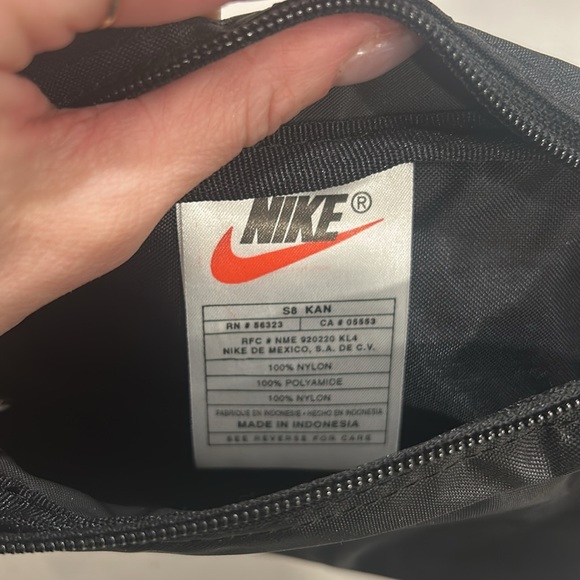 NIKE®
S8 KAN
RN # 56323 CA # 05553
RFC # NME 920220 KL4
NIKE DE MEXICO, S.A. DE C.V.
100% NYLON
100% POLYAMIDE
100% NYLON
FABRIQUE EN INDONESIE • HECHO EN INDONESIA
MADE IN INDONESIA
SEE REVERSE FOR CARE